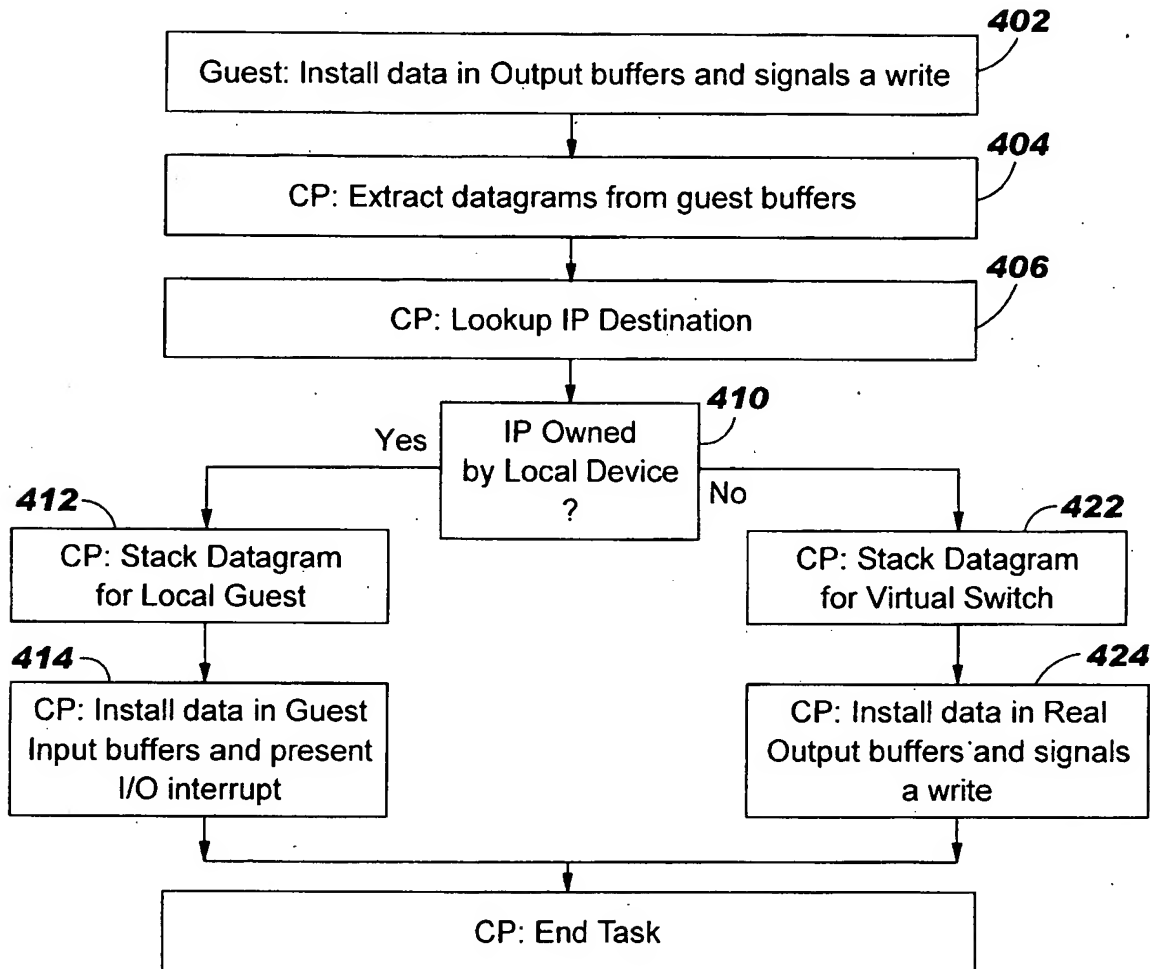 402
Guest: Install data in Output buffers and signals a write
404
CP: Extract datagrams from guest buffers
406
CP: Lookup IP Destination
410
IP Owned
by Local Device
?
Yes
No
412
CP: Stack Datagram
for Local Guest
422
CP: Stack Datagram
for Virtual Switch
414
CP: Install data in Guest
Input buffers and present
I/O interrupt
424
CP: Install data in Real
Output buffers and signals
a write
CP: End Task